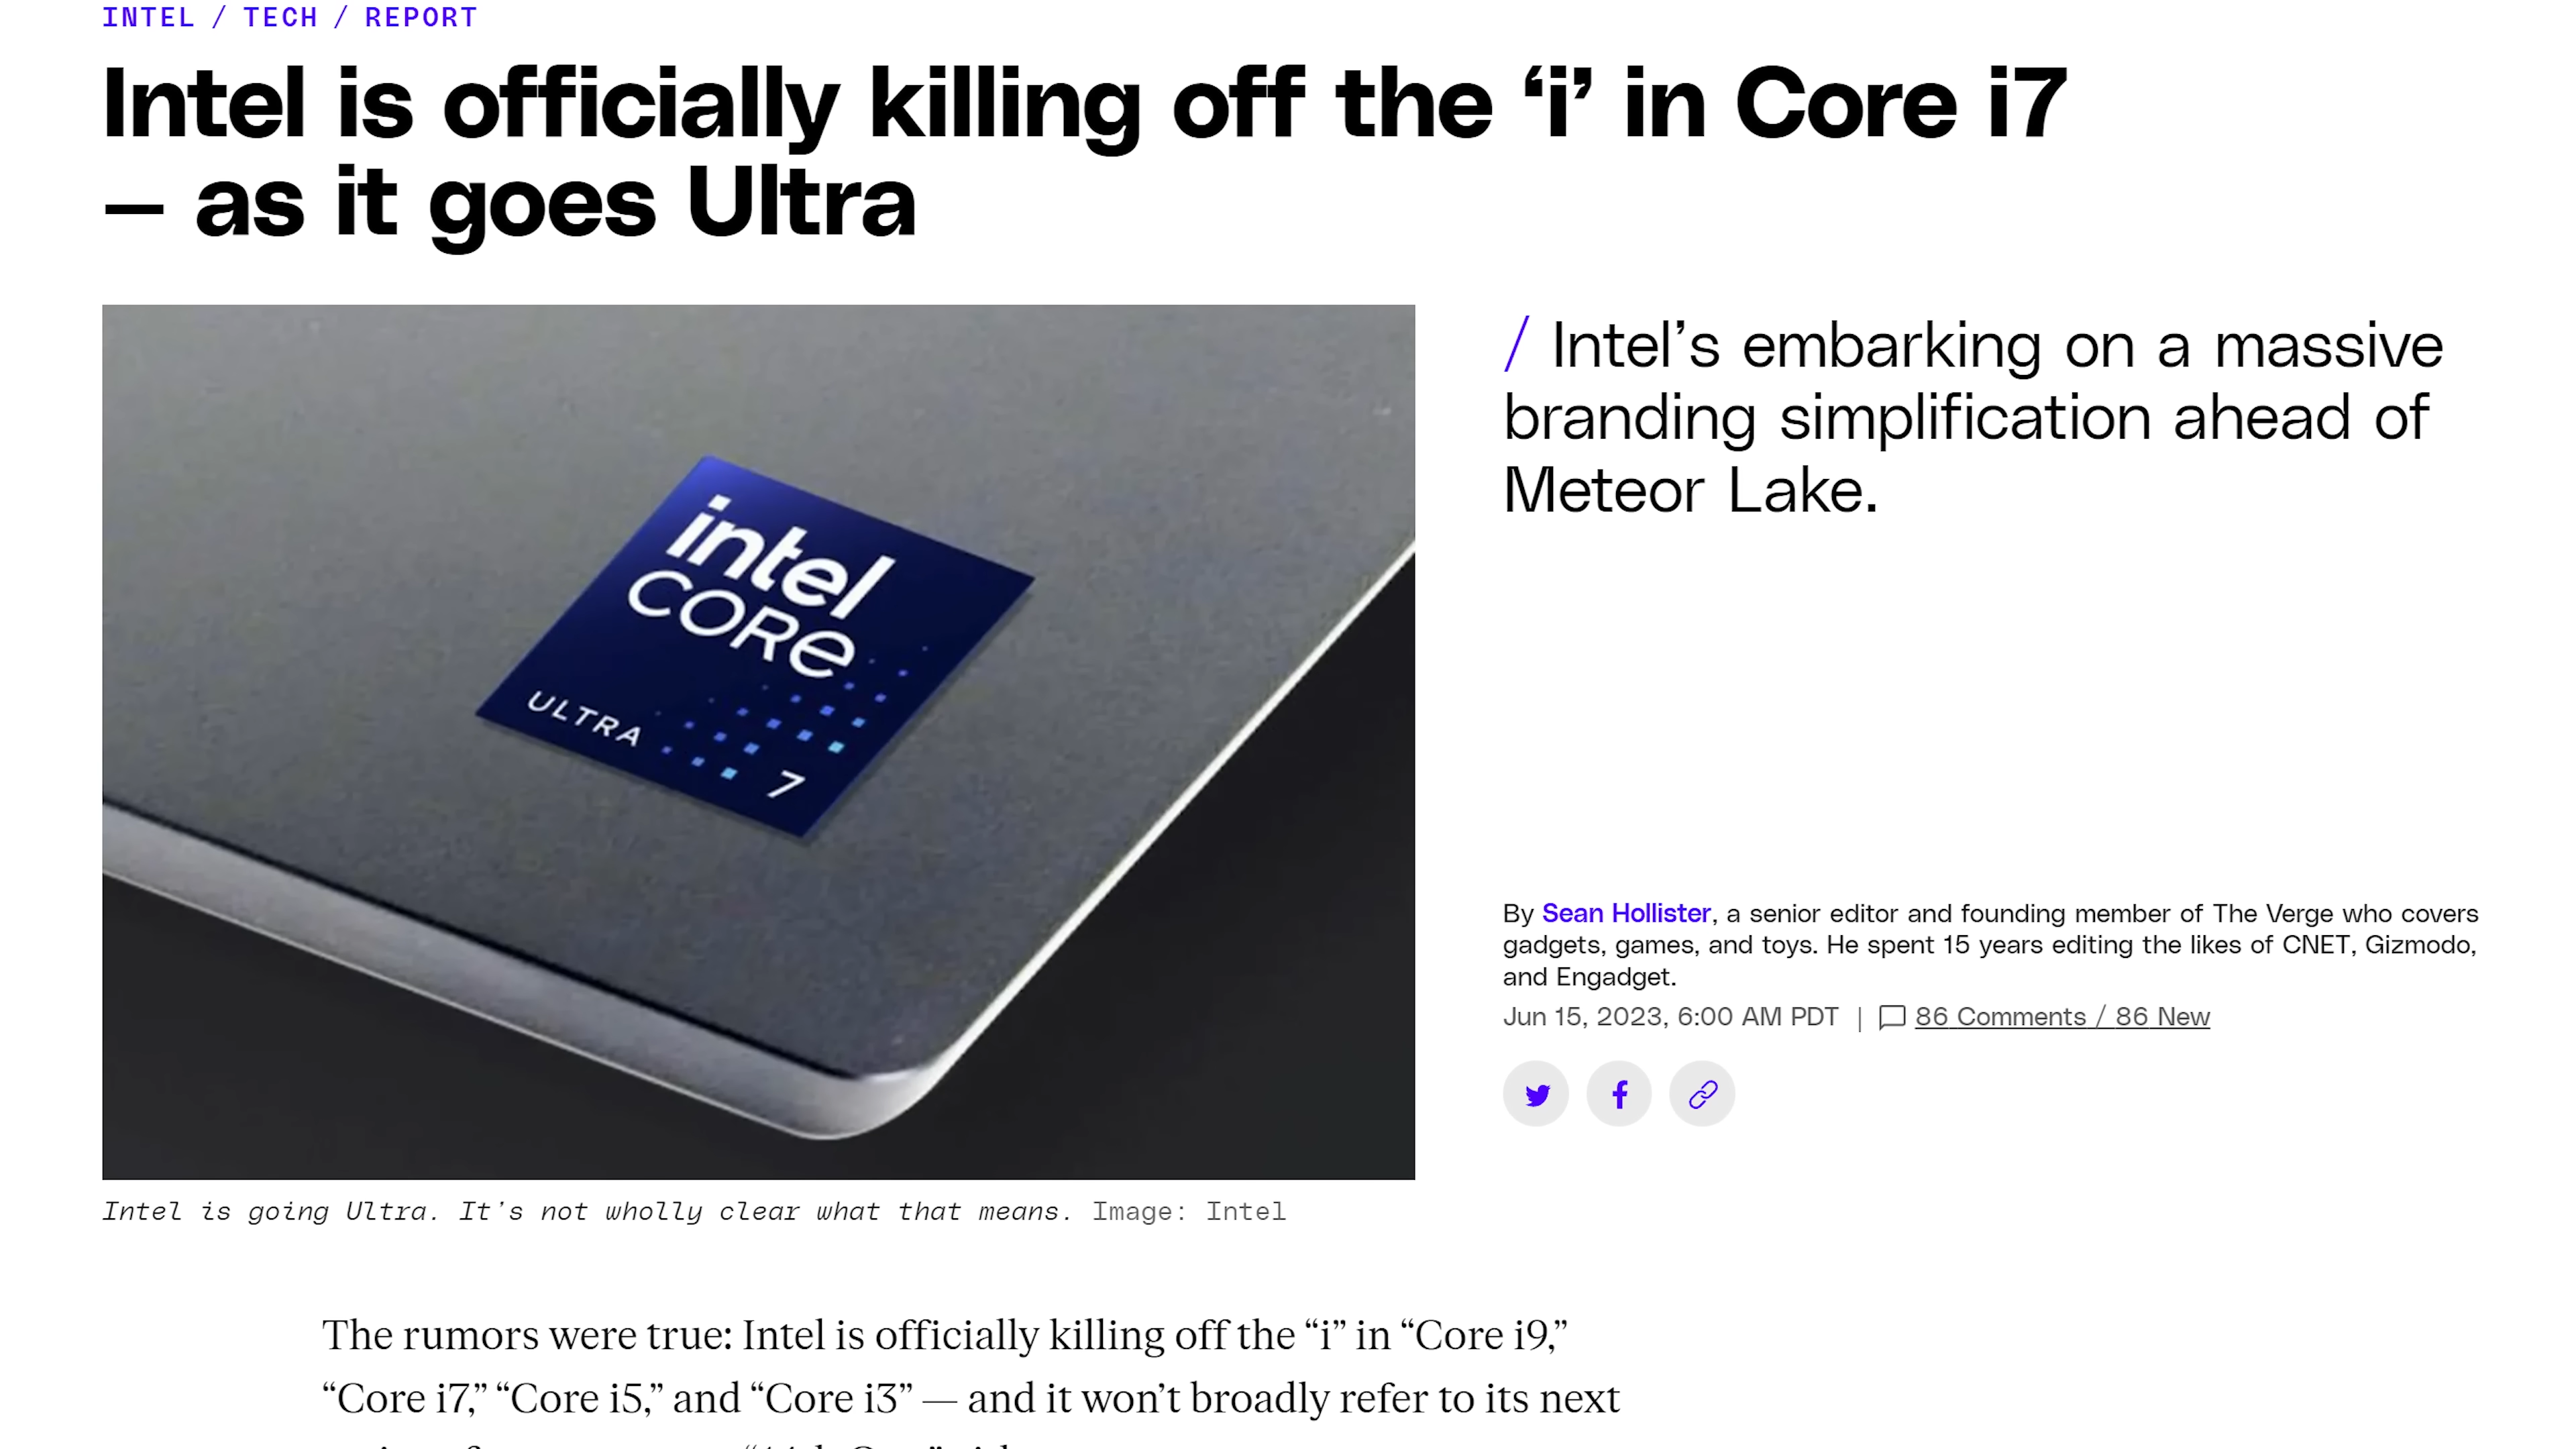 INTEL / TECH / REPORT
Intel is officially killing off the ‘i’ in Core i7
— as it goes Ultra
intel
CORe
ULTRA
7
/ Intel’s embarking on a massive
branding simplification ahead of
Meteor Lake.
By Sean Hollister, a senior editor and founding member of The Verge who covers
gadgets, games, and toys. He spent 15 years editing the likes of CNET, Gizmodo,
and Engadget.
Jun 15, 2023, 6:00 AM PDT | 86 Comments / 86 New
Intel is going Ultra. It’s not wholly clear what that means. Image: Intel
The rumors were true: Intel is officially killing off the “i” in “Core i9,”
“Core i7,” “Core i5,” and “Core i3” — and it won’t broadly refer to its next